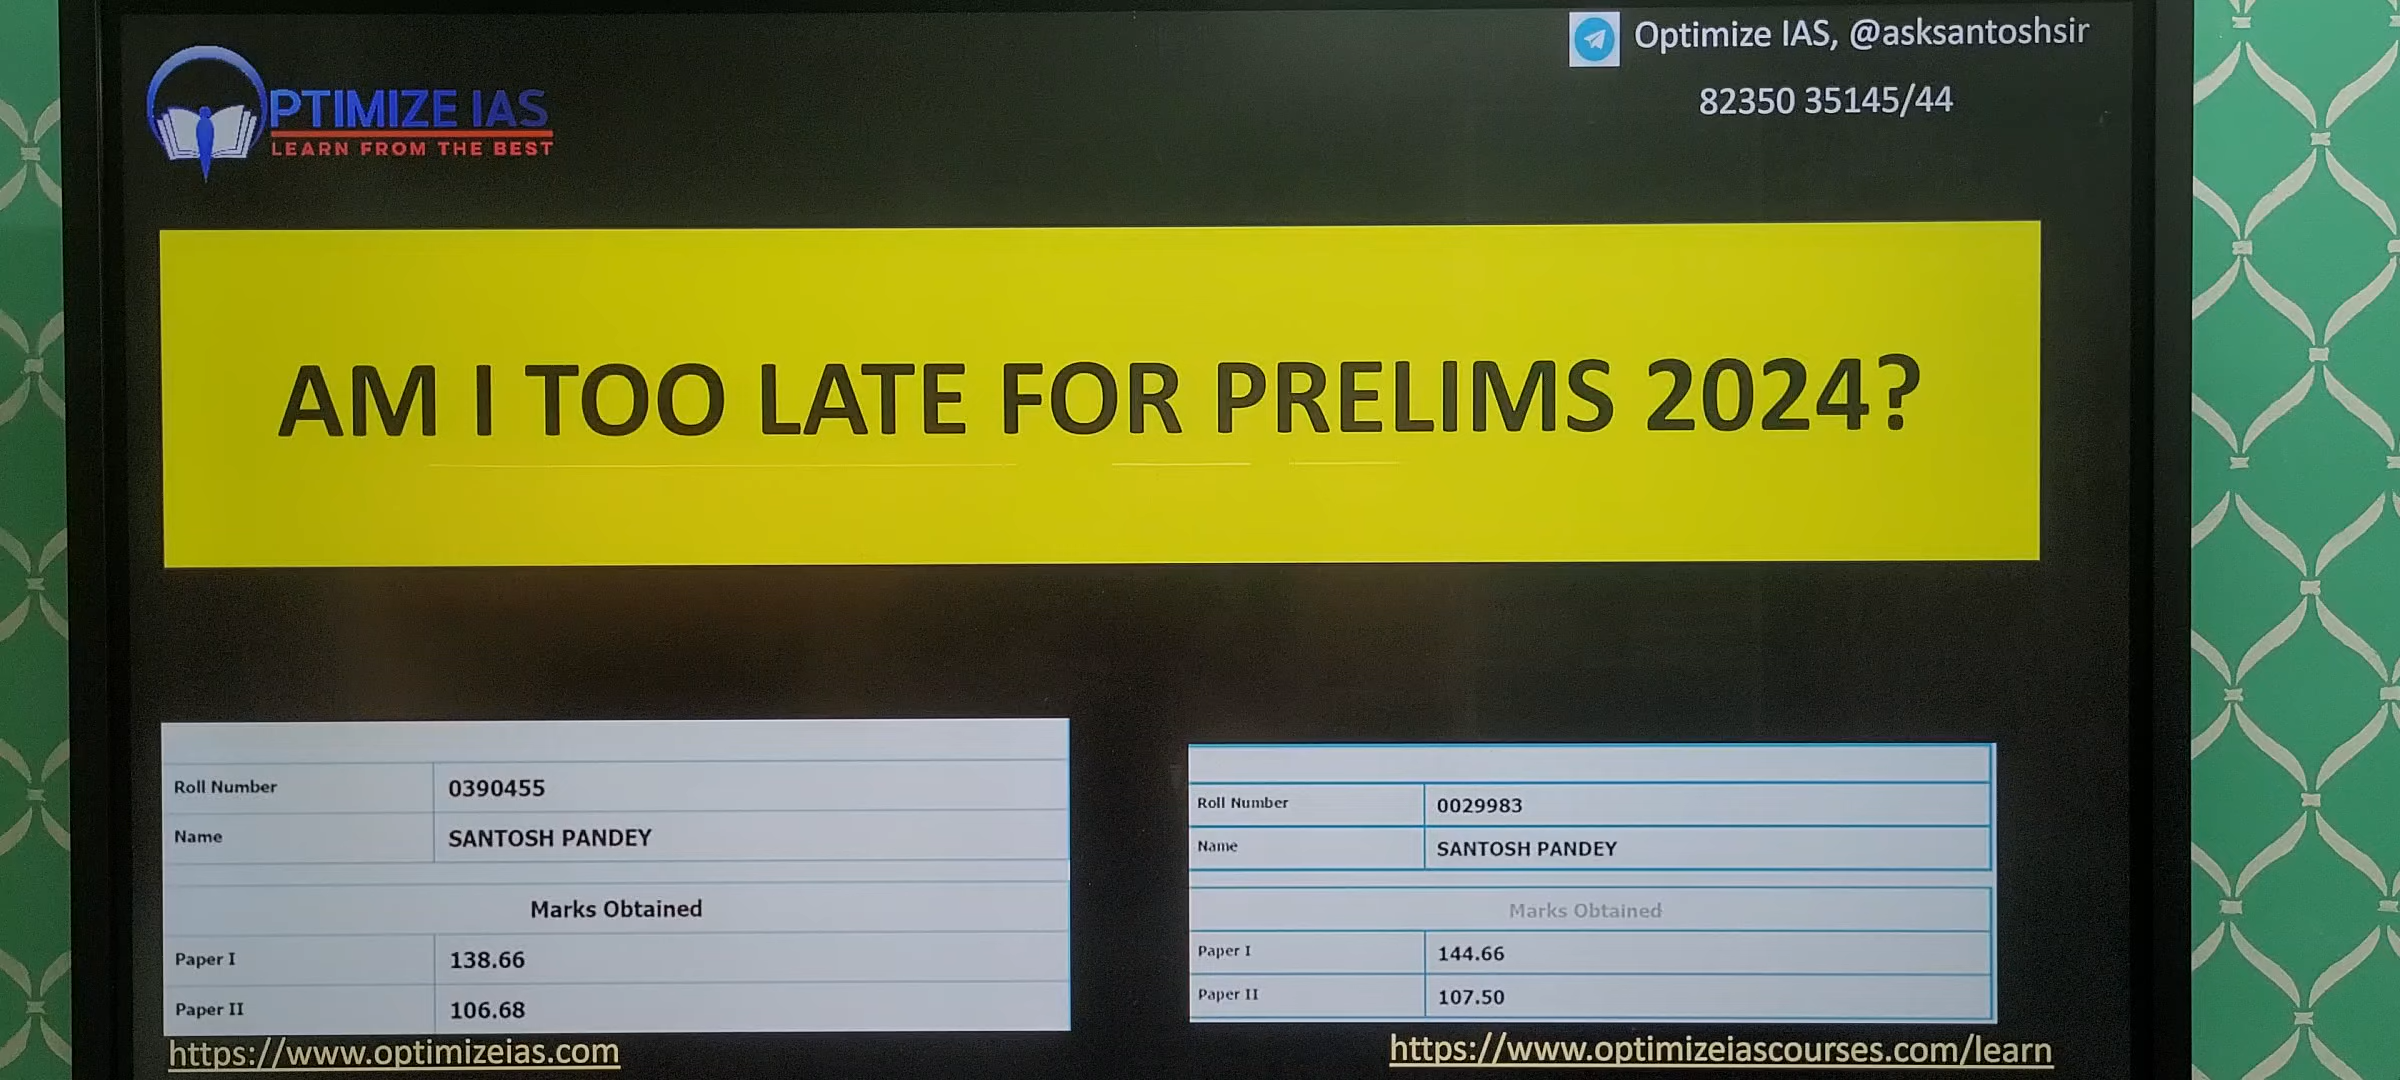 Optimize IAS, @asksantoshsir
82350 35145/44
OPTIMIZE IAS
LEARN FROM THE BEST
AM I TOO LATE FOR PRELIMS 2024?
Roll Number 0390455
Name SANTOSH PANDEY
Marks Obtained
Paper I 138.66
Paper II 106.68
https://www.optimizeias.com
Roll Number 0029983
Name SANTOSH PANDEY
Marks Obtained
Paper I 144.66
Paper II 107.50
https://www.optimizeiascourses.com/learn